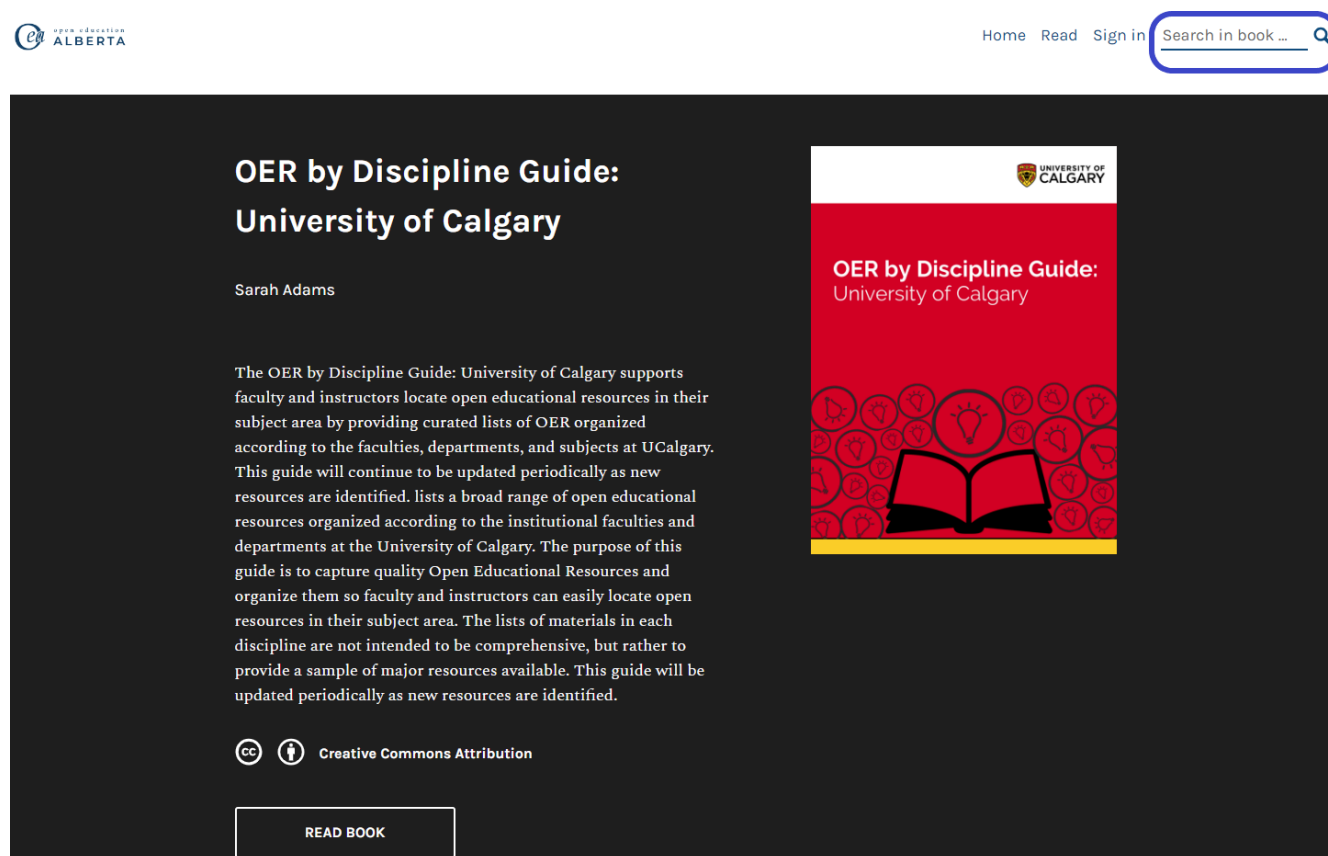 open education
ALBERTA
Home Read Sign in Search in book ...
OER by Discipline Guide:
University of Calgary
Sarah Adams
The OER by Discipline Guide: University of Calgary supports
faculty and instructors locate open educational resources in their
subject area by providing curated lists of OER organized
according to the faculties, departments, and subjects at UCalgary.
This guide will continue to be updated periodically as new
resources are identified. lists a broad range of open educational
resources organized according to the institutional faculties and
departments at the University of Calgary. The purpose of this
guide is to capture quality Open Educational Resources and
organize them so faculty and instructors can easily locate open
resources in their subject area. The lists of materials in each
discipline are not intended to be comprehensive, but rather to
provide a sample of major resources available. This guide will be
updated periodically as new resources are identified.
cc Creative Commons Attribution
READ BOOK
UNIVERSITY OF
CALGARY
OER by Discipline Guide:
University of Calgary